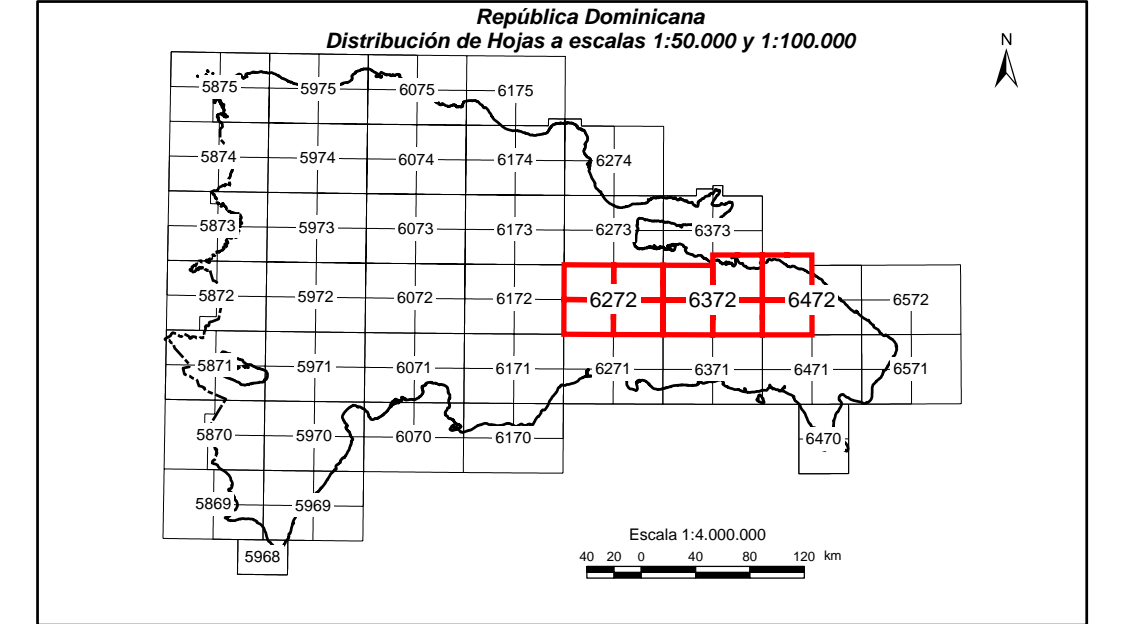 República Dominicana
Distribución de Hojas a escalas 1:50.000 y 1:100.000
N
5875 5975 6075 6175
5874 5974 6074 6174 6274
5873 5973 6073 6173 6273 6373
5872 5972 6072 6172 6272 6372 6472 6572
5871 5971 6071 6171 6271 6371 6471 6571
5870 5970 6070 6170 6470
5869 5969
5968
Escala 1:4.000.000
40 20 0 40 80 120 km